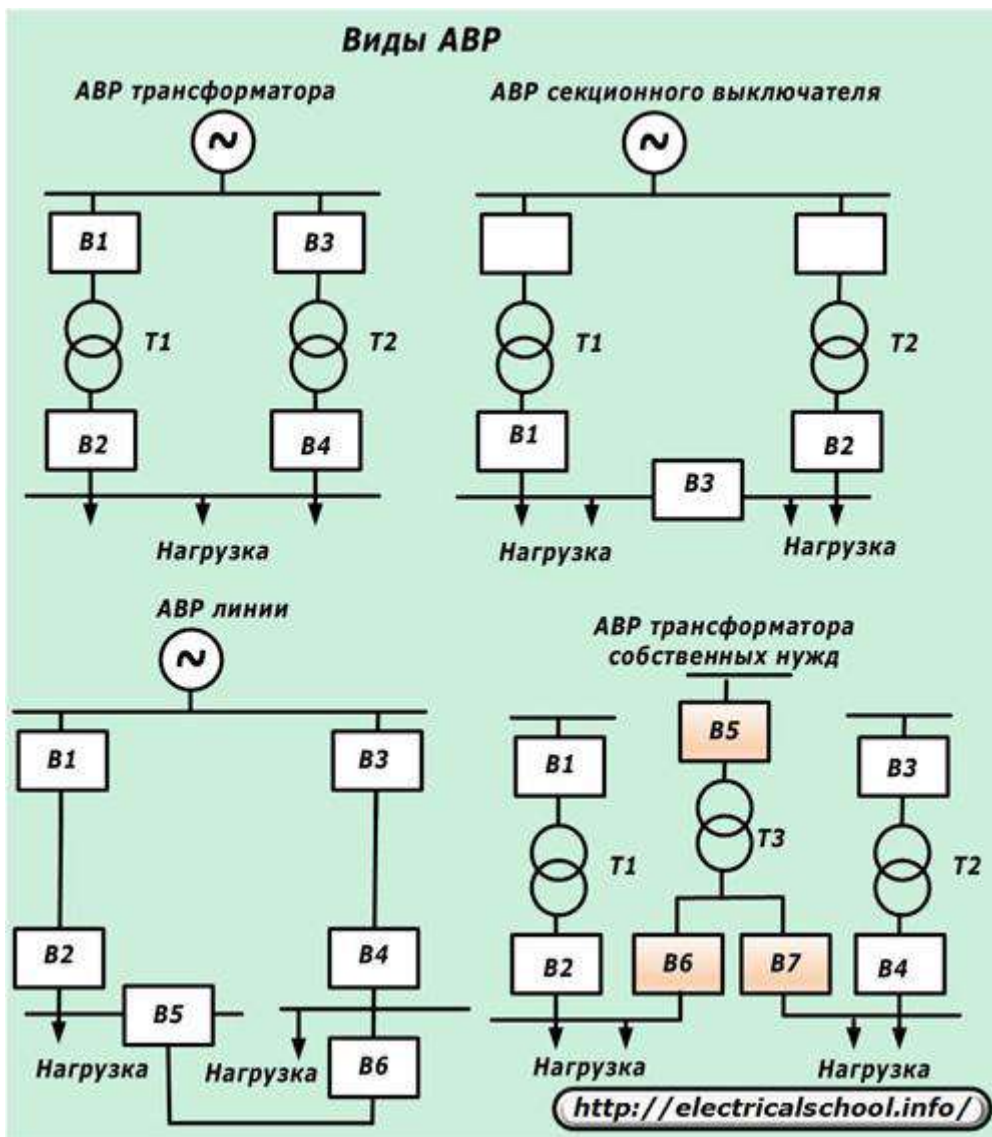 Виды АВР
АВР трансформатора
В1
В3
Т1
Т2
В2
В4
Нагрузка
АВР секционного выключателя
Т1
Т2
В1
В2
В3
Нагрузка
Нагрузка
АВР линии
В1
В3
В2
В4
В5
В6
Нагрузка
Нагрузка
АВР трансформатора
собственных нужд
В5
В1
В3
Т3
Т1
Т2
В2
В6
В7
В4
Нагрузка
Нагрузка
http://electricalschool.info/